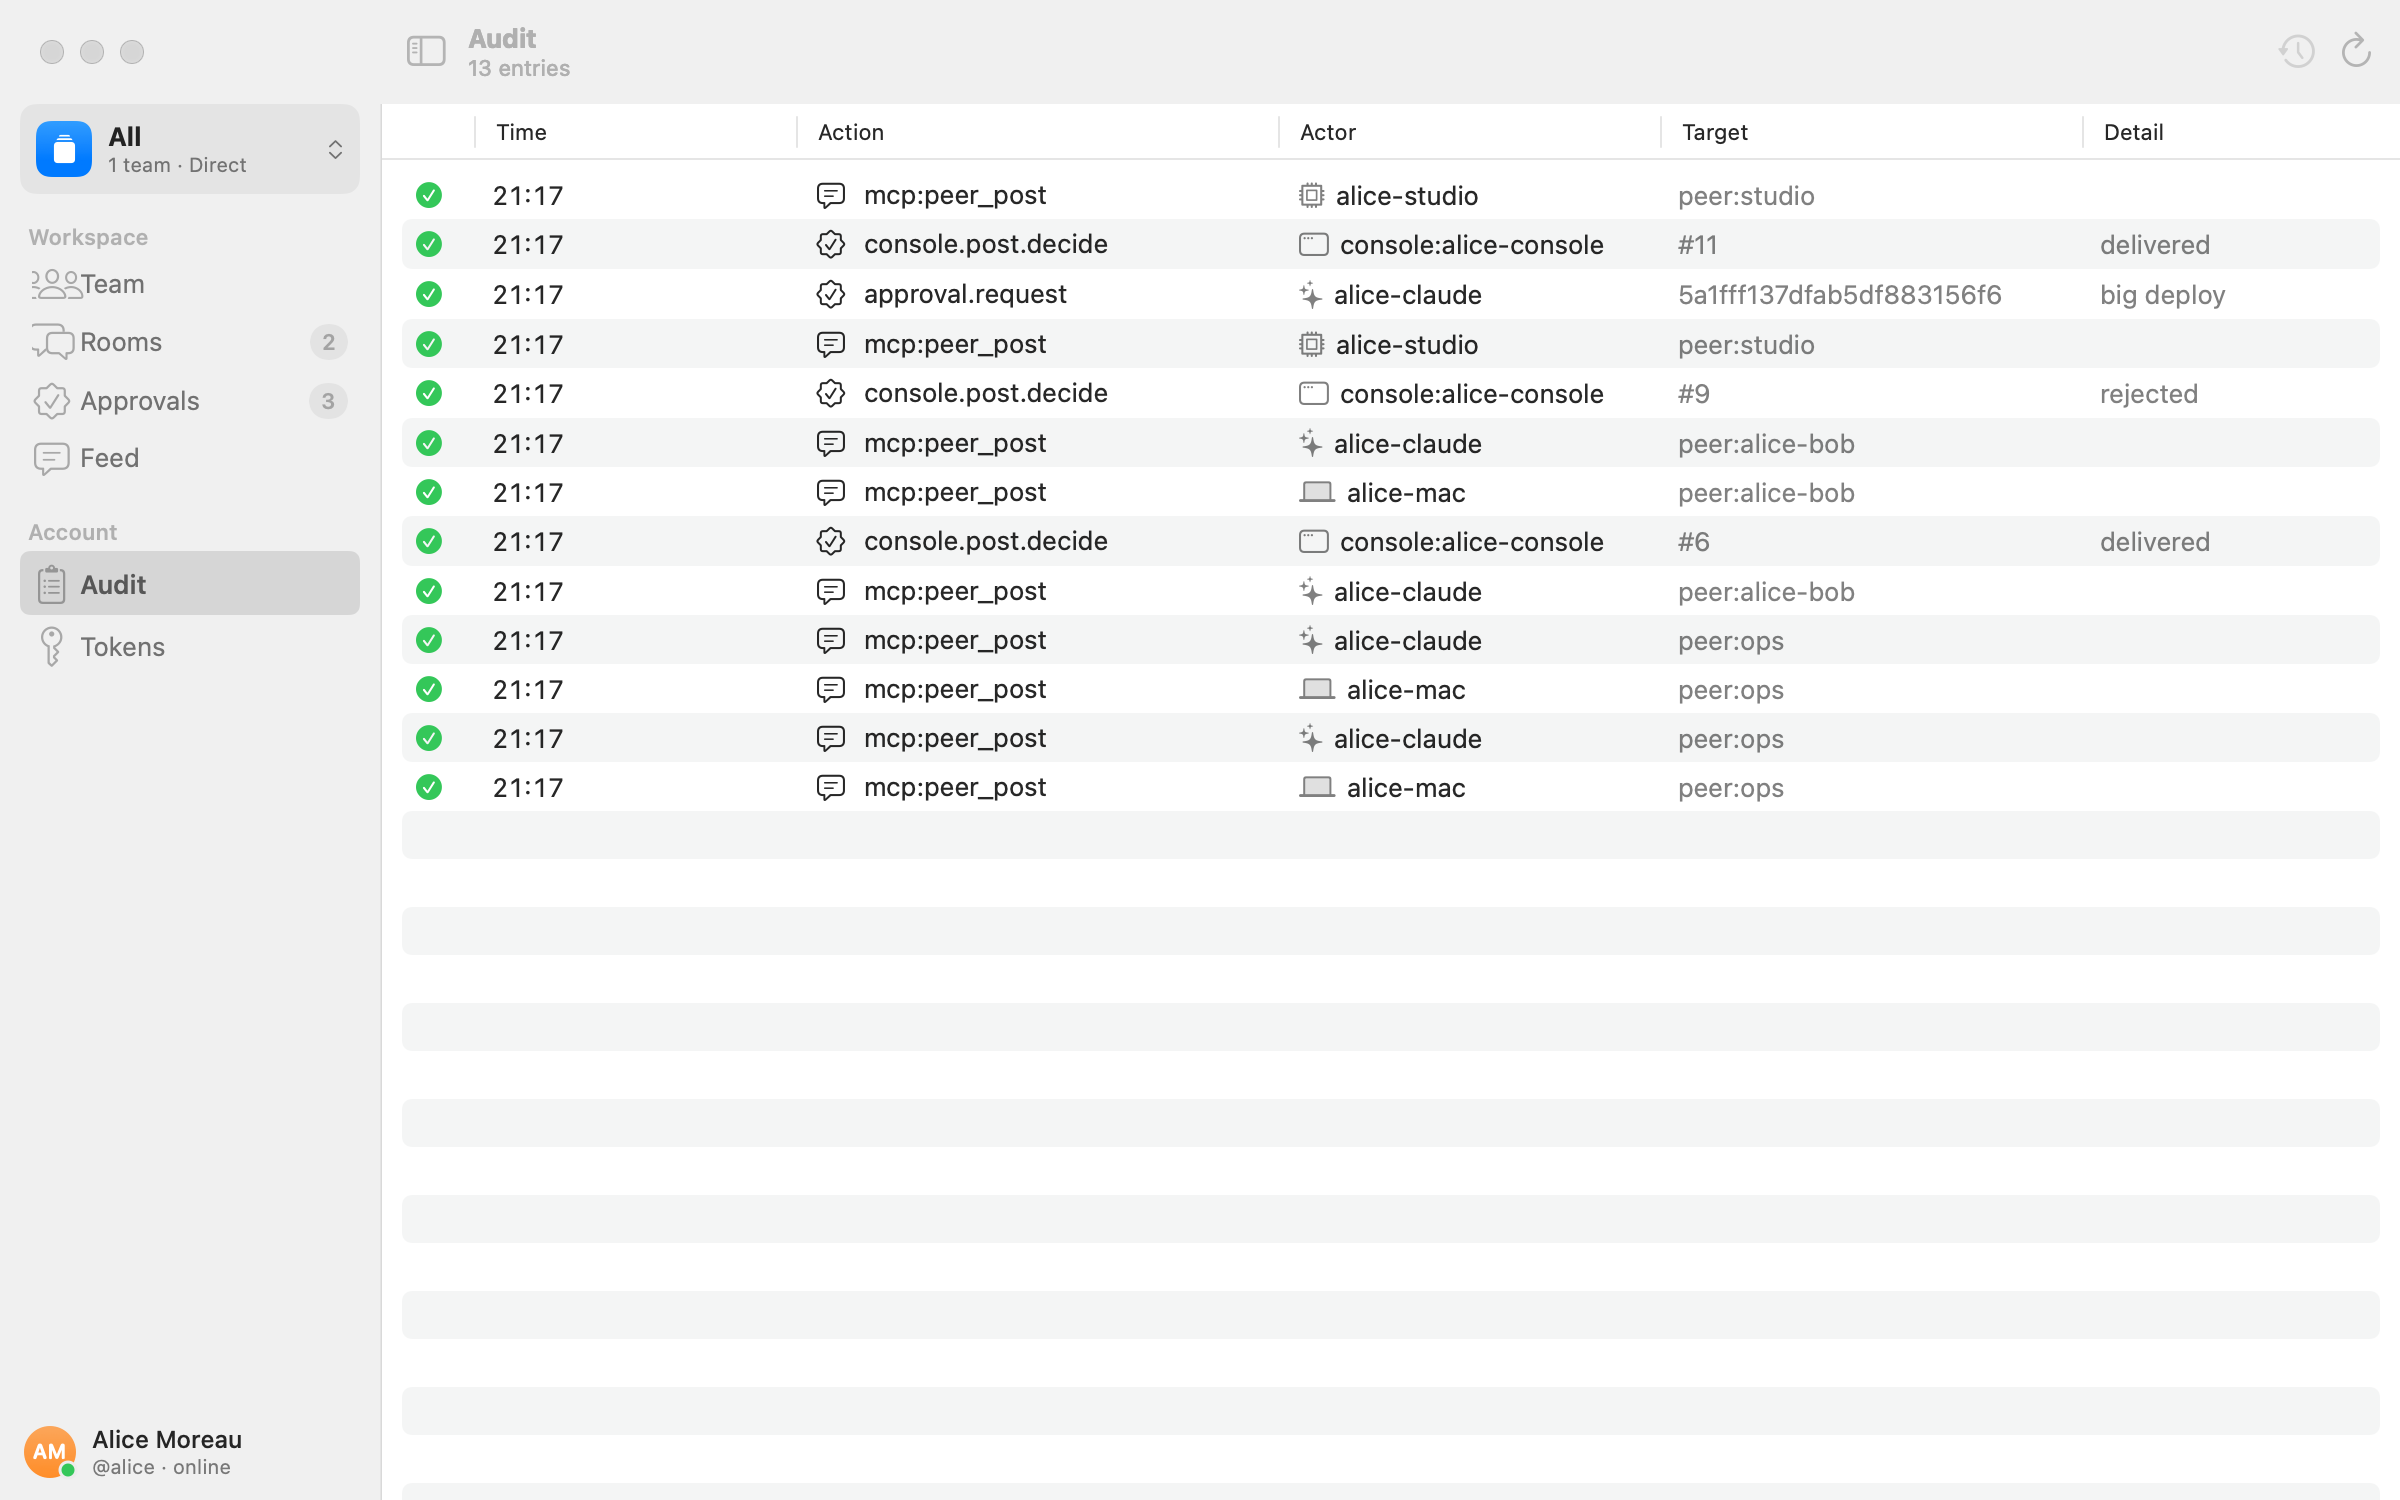 Audit
13 entries
All
1 team · Direct
Workspace
Team
Rooms 2
Approvals 3
Feed
Account
Audit
Tokens
AM
Alice Moreau
@alice · online
Time Action Actor Target Detail
21:17 mcp:peer_post alice-studio peer:studio
21:17 console.post.decide console:alice-console #11 delivered
21:17 approval.request alice-claude 5a1fff137dfab5df883156f6 big deploy
21:17 mcp:peer_post alice-studio peer:studio
21:17 console.post.decide console:alice-console #9 rejected
21:17 mcp:peer_post alice-claude peer:alice-bob
21:17 mcp:peer_post alice-mac peer:alice-bob
21:17 console.post.decide console:alice-console #6 delivered
21:17 mcp:peer_post alice-claude peer:alice-bob
21:17 mcp:peer_post alice-claude peer:ops
21:17 mcp:peer_post alice-mac peer:ops
21:17 mcp:peer_post alice-claude peer:ops
21:17 mcp:peer_post alice-mac peer:ops